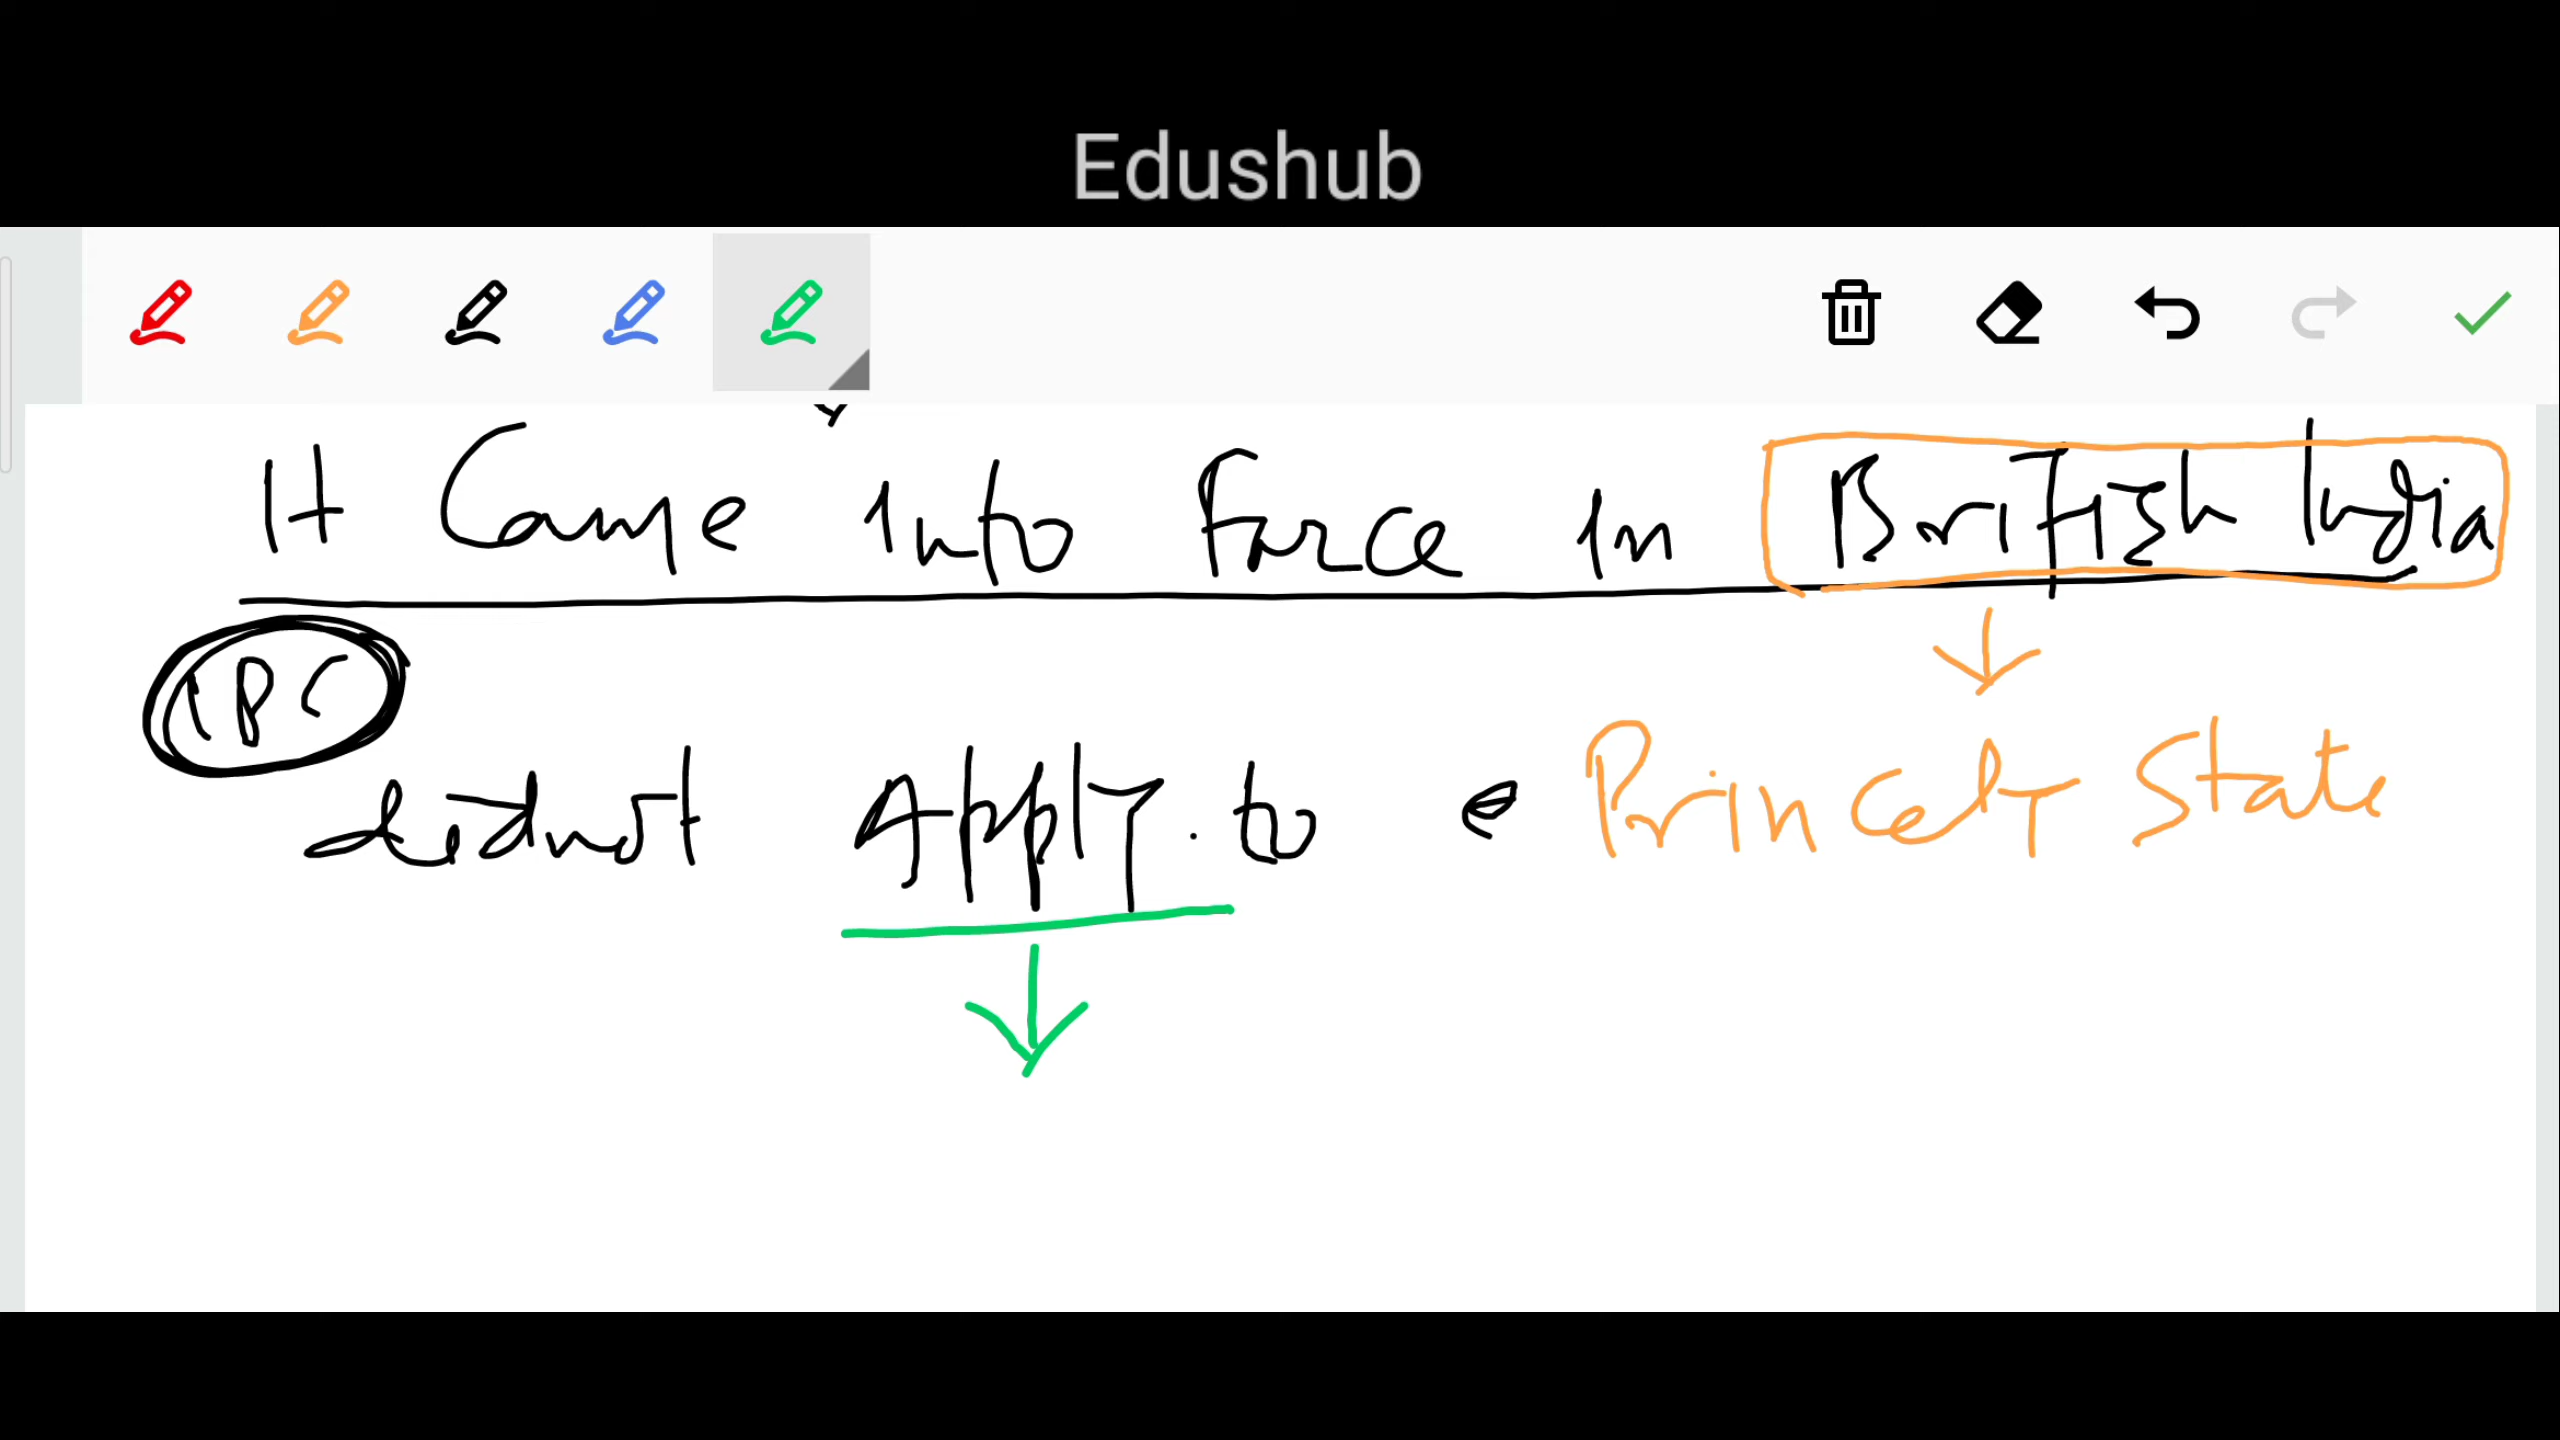 Edushub
It Came into Force in British India
IPC
didnot Apply. to e Princely State